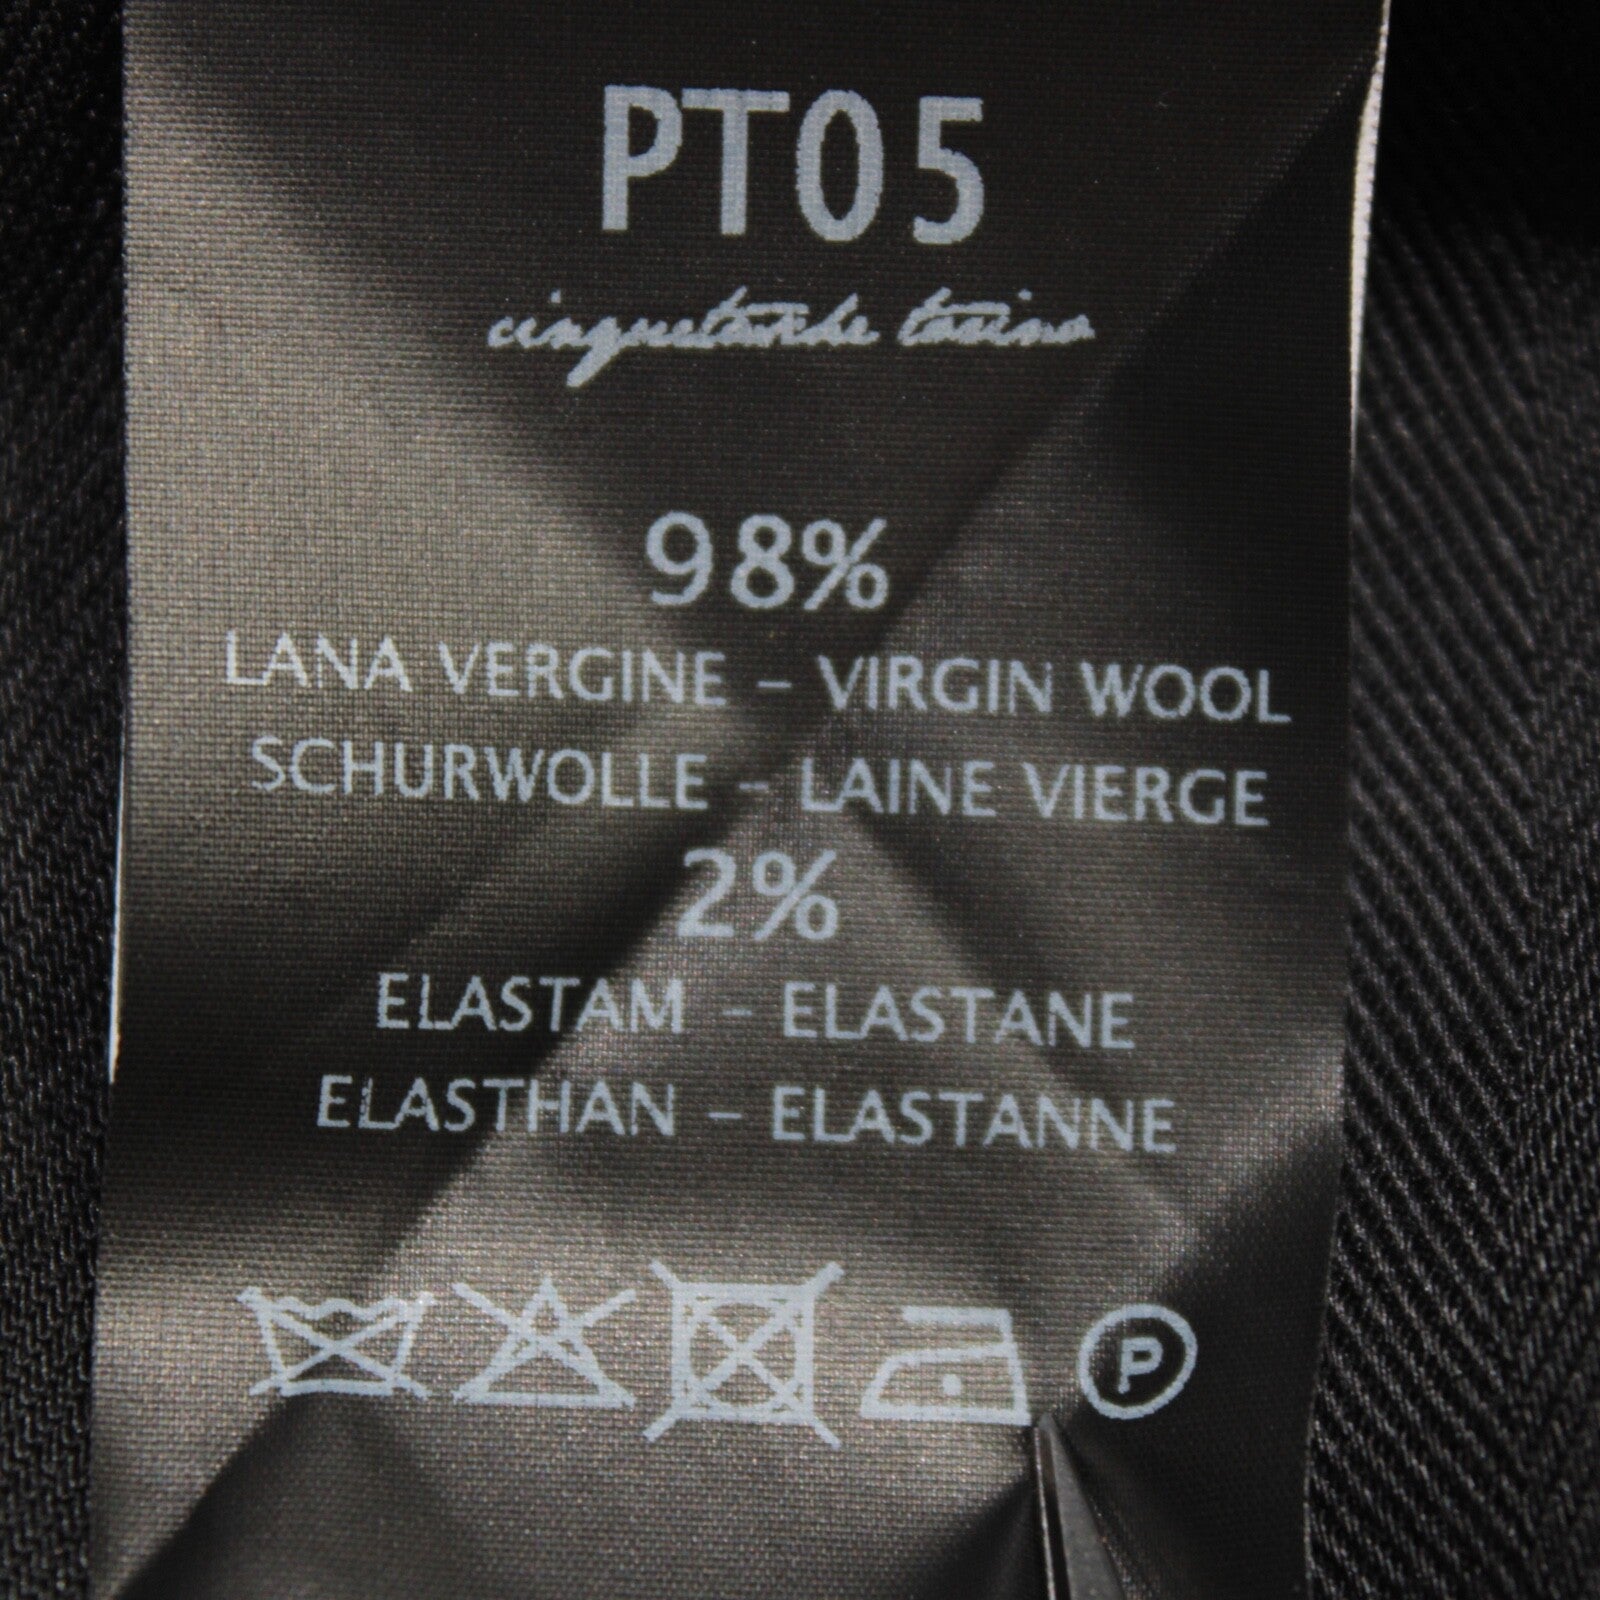 PT05
cinquetasche torino
98%
LANA VERGINE – VIRGIN WOOL
SCHURWOLLE – LAINE VIERGE
2%
ELASTAM – ELASTANE
ELASTHAN – ELASTANNE
P